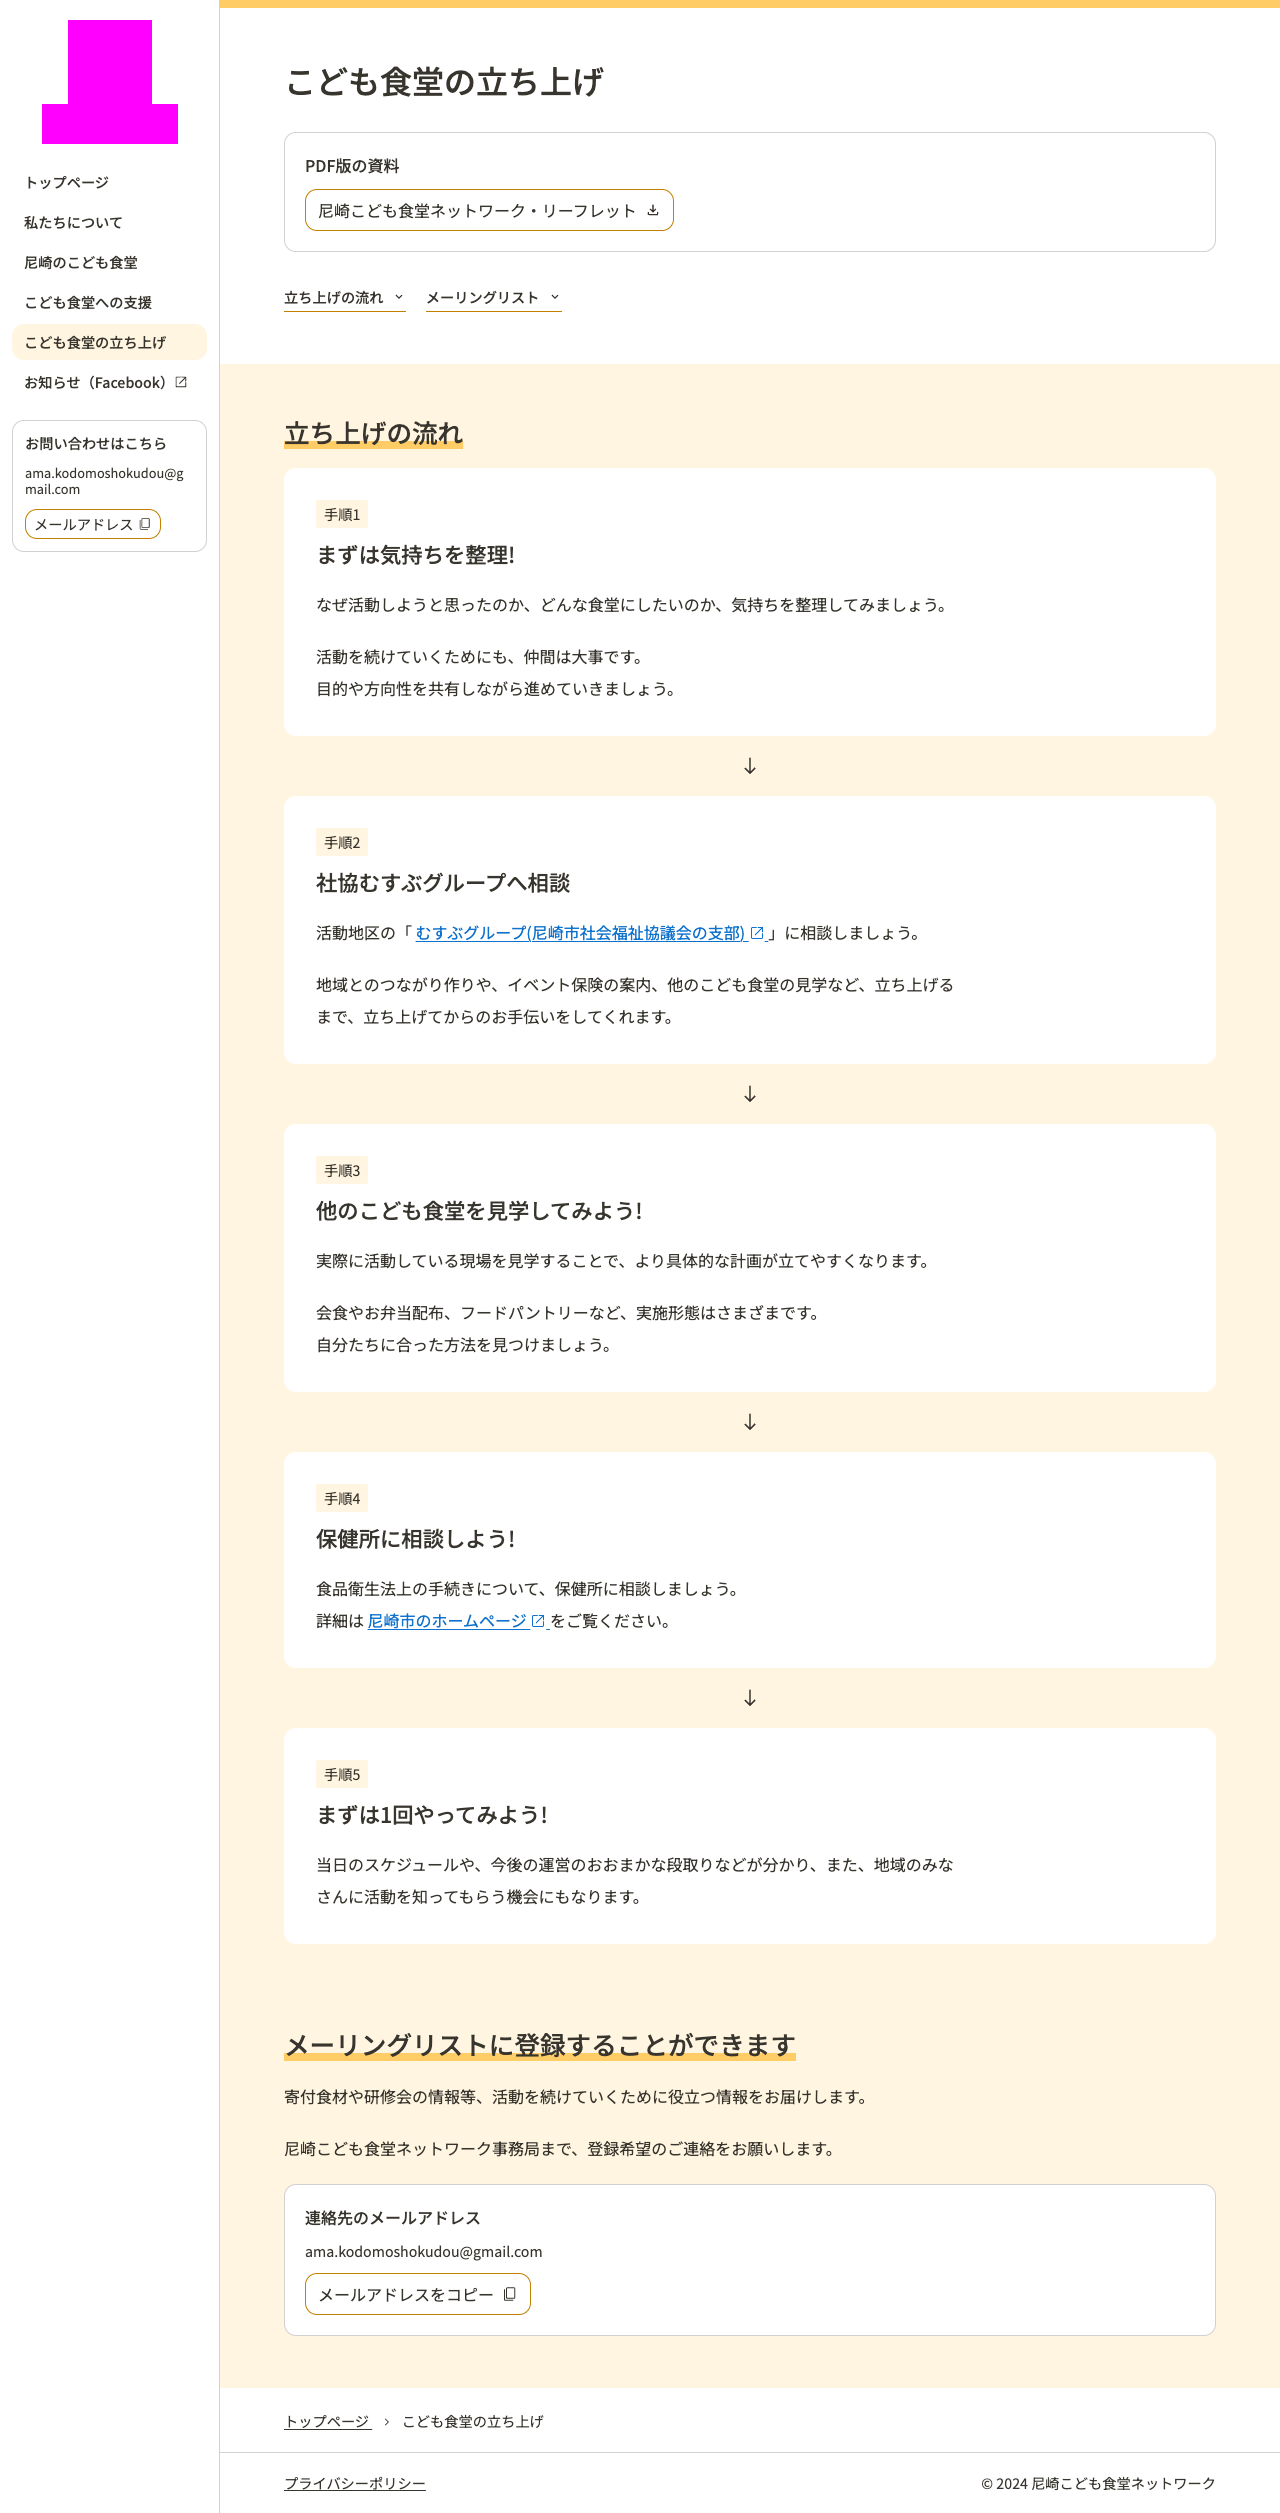 トップページ
私たちについて
尼崎のこども食堂
こども食堂への支援
こども食堂の立ち上げ
お知らせ（Facebook）
お問い合わせはこちら
ama.kodomoshokudou@g
mail.com
メールアドレス
こども食堂の立ち上げ
PDF版の資料
尼崎こども食堂ネットワーク・リーフレット
立ち上げの流れ
メーリングリスト
立ち上げの流れ
手順1
まずは気持ちを整理!
なぜ活動しようと思ったのか、どんな食堂にしたいのか、気持ちを整理してみましょう。
活動を続けていくためにも、仲間は大事です。
目的や方向性を共有しながら進めていきましょう。
手順2
社協むすぶグループへ相談
活動地区の「むすぶグループ(尼崎市社会福祉協議会の支部)」に相談しましょう。
地域とのつながり作りや、イベント保険の案内、他のこども食堂の見学など、立ち上げる
まで、立ち上げてからのお手伝いをしてくれます。
手順3
他のこども食堂を見学してみよう!
実際に活動している現場を見学することで、より具体的な計画が立てやすくなります。
会食やお弁当配布、フードパントリーなど、実施形態はさまざまです。
自分たちに合った方法を見つけましょう。
手順4
保健所に相談しよう!
食品衛生法上の手続きについて、保健所に相談しましょう。
詳細は 尼崎市のホームページ をご覧ください。
手順5
まずは1回やってみよう!
当日のスケジュールや、今後の運営のおおまかな段取りなどが分かり、また、地域のみな
さんに活動を知ってもらう機会にもなります。
メーリングリストに登録することができます
寄付食材や研修会の情報等、活動を続けていくために役立つ情報をお届けします。
尼崎こども食堂ネットワーク事務局まで、登録希望のご連絡をお願いします。
連絡先のメールアドレス
ama.kodomoshokudou@gmail.com
メールアドレスをコピー
トップページ
こども食堂の立ち上げ
プライバシーポリシー
© 2024 尼崎こども食堂ネットワーク